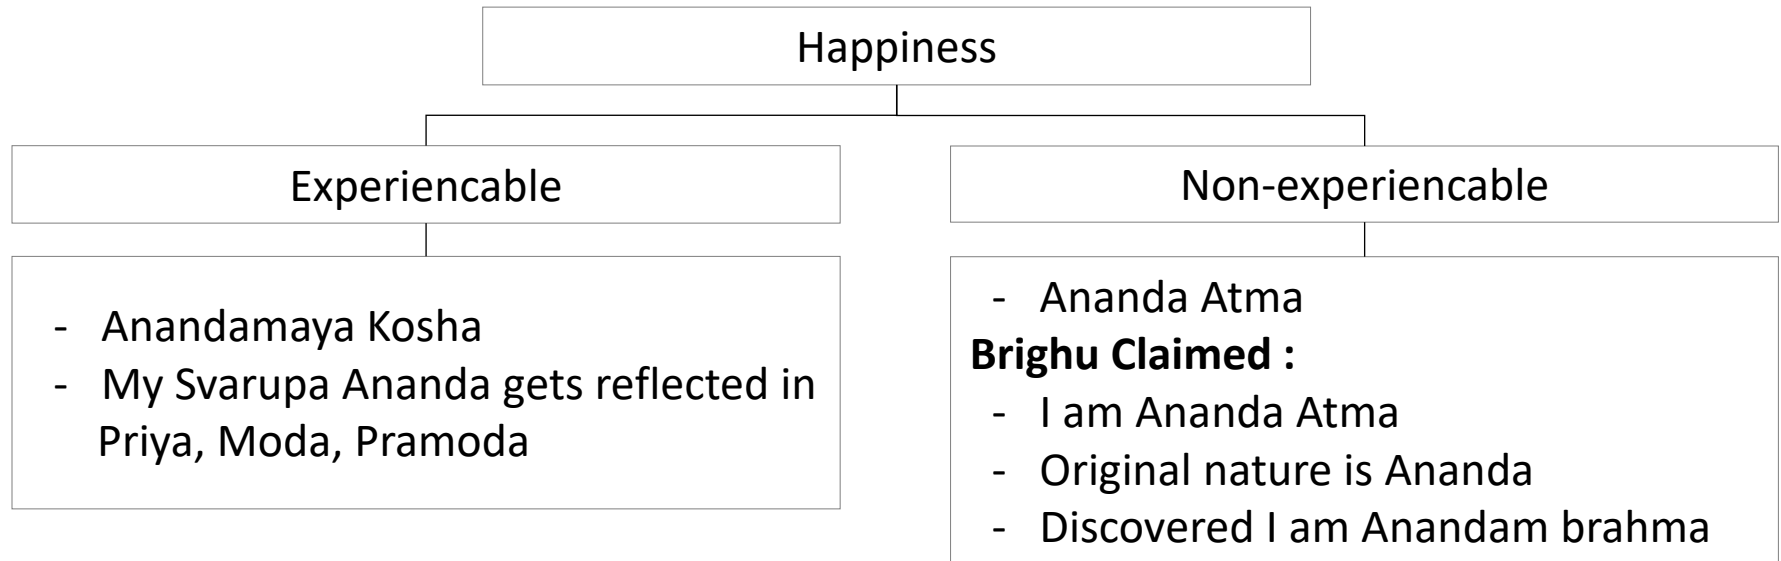 Happiness
Experiencable
Non-experiencable
- Anandamaya Kosha
- My Svarupa Ananda gets reflected in
Priya, Moda, Pramoda
- Ananda Atma
Brighu Claimed :
- I am Ananda Atma
- Original nature is Ananda
- Discovered I am Anandam brahma